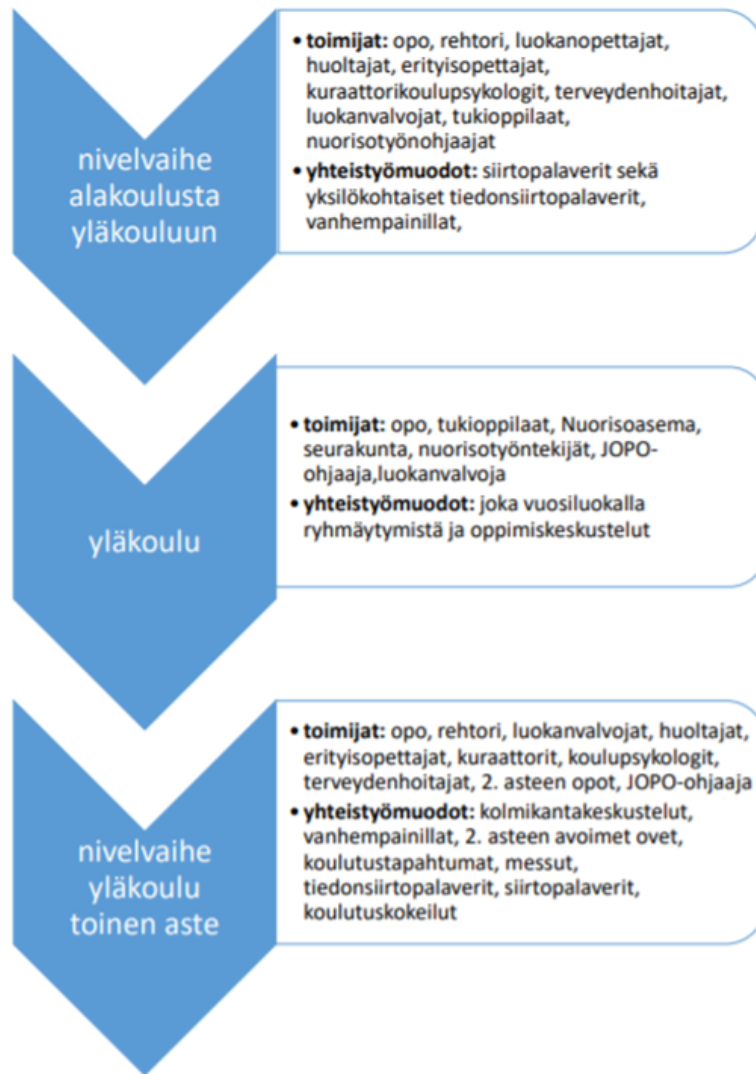 nivelvaihe
alakoulusta
yläkouluun
• toimijat: opo, rehtori, luokanopettajat,
huoltajat, erityisopettajat,
kuraattorikoulupsykologit, terveydenhoitajat,
luokanvalvojat, tukioppilaat,
nuorisotyönohjaajat
• yhteistyömuodot: siirtopalaverit sekä
yksilökohtaiset tiedonsiirtopalaverit,
vanhempainillat,
yläkoulu
• toimijat: opo, tukioppilaat, Nuorisoasema,
seurakunta, nuorisotyöntekijät, JOPO-
ohjaaja,luokanvalvoja
• yhteistyömuodot: joka vuosiluokalla
ryhmäytymistä ja oppimiskeskustelut
nivelvaihe
yläkoulu
toinen aste
• toimijat: opo, rehtori, luokanvalvojat, huoltajat,
erityisopettajat, kuraattorit, koulupsykologit,
terveydenhoitajat, 2. asteen opot, JOPO-ohjaaja
• yhteistyömuodot: kolmikantakeskustelut,
vanhempainillat, 2. asteen avoimet ovet,
koulutustapahtumat, messut,
tiedonsiirtopalaverit, siirtopalaverit,
koulutuskokeilut